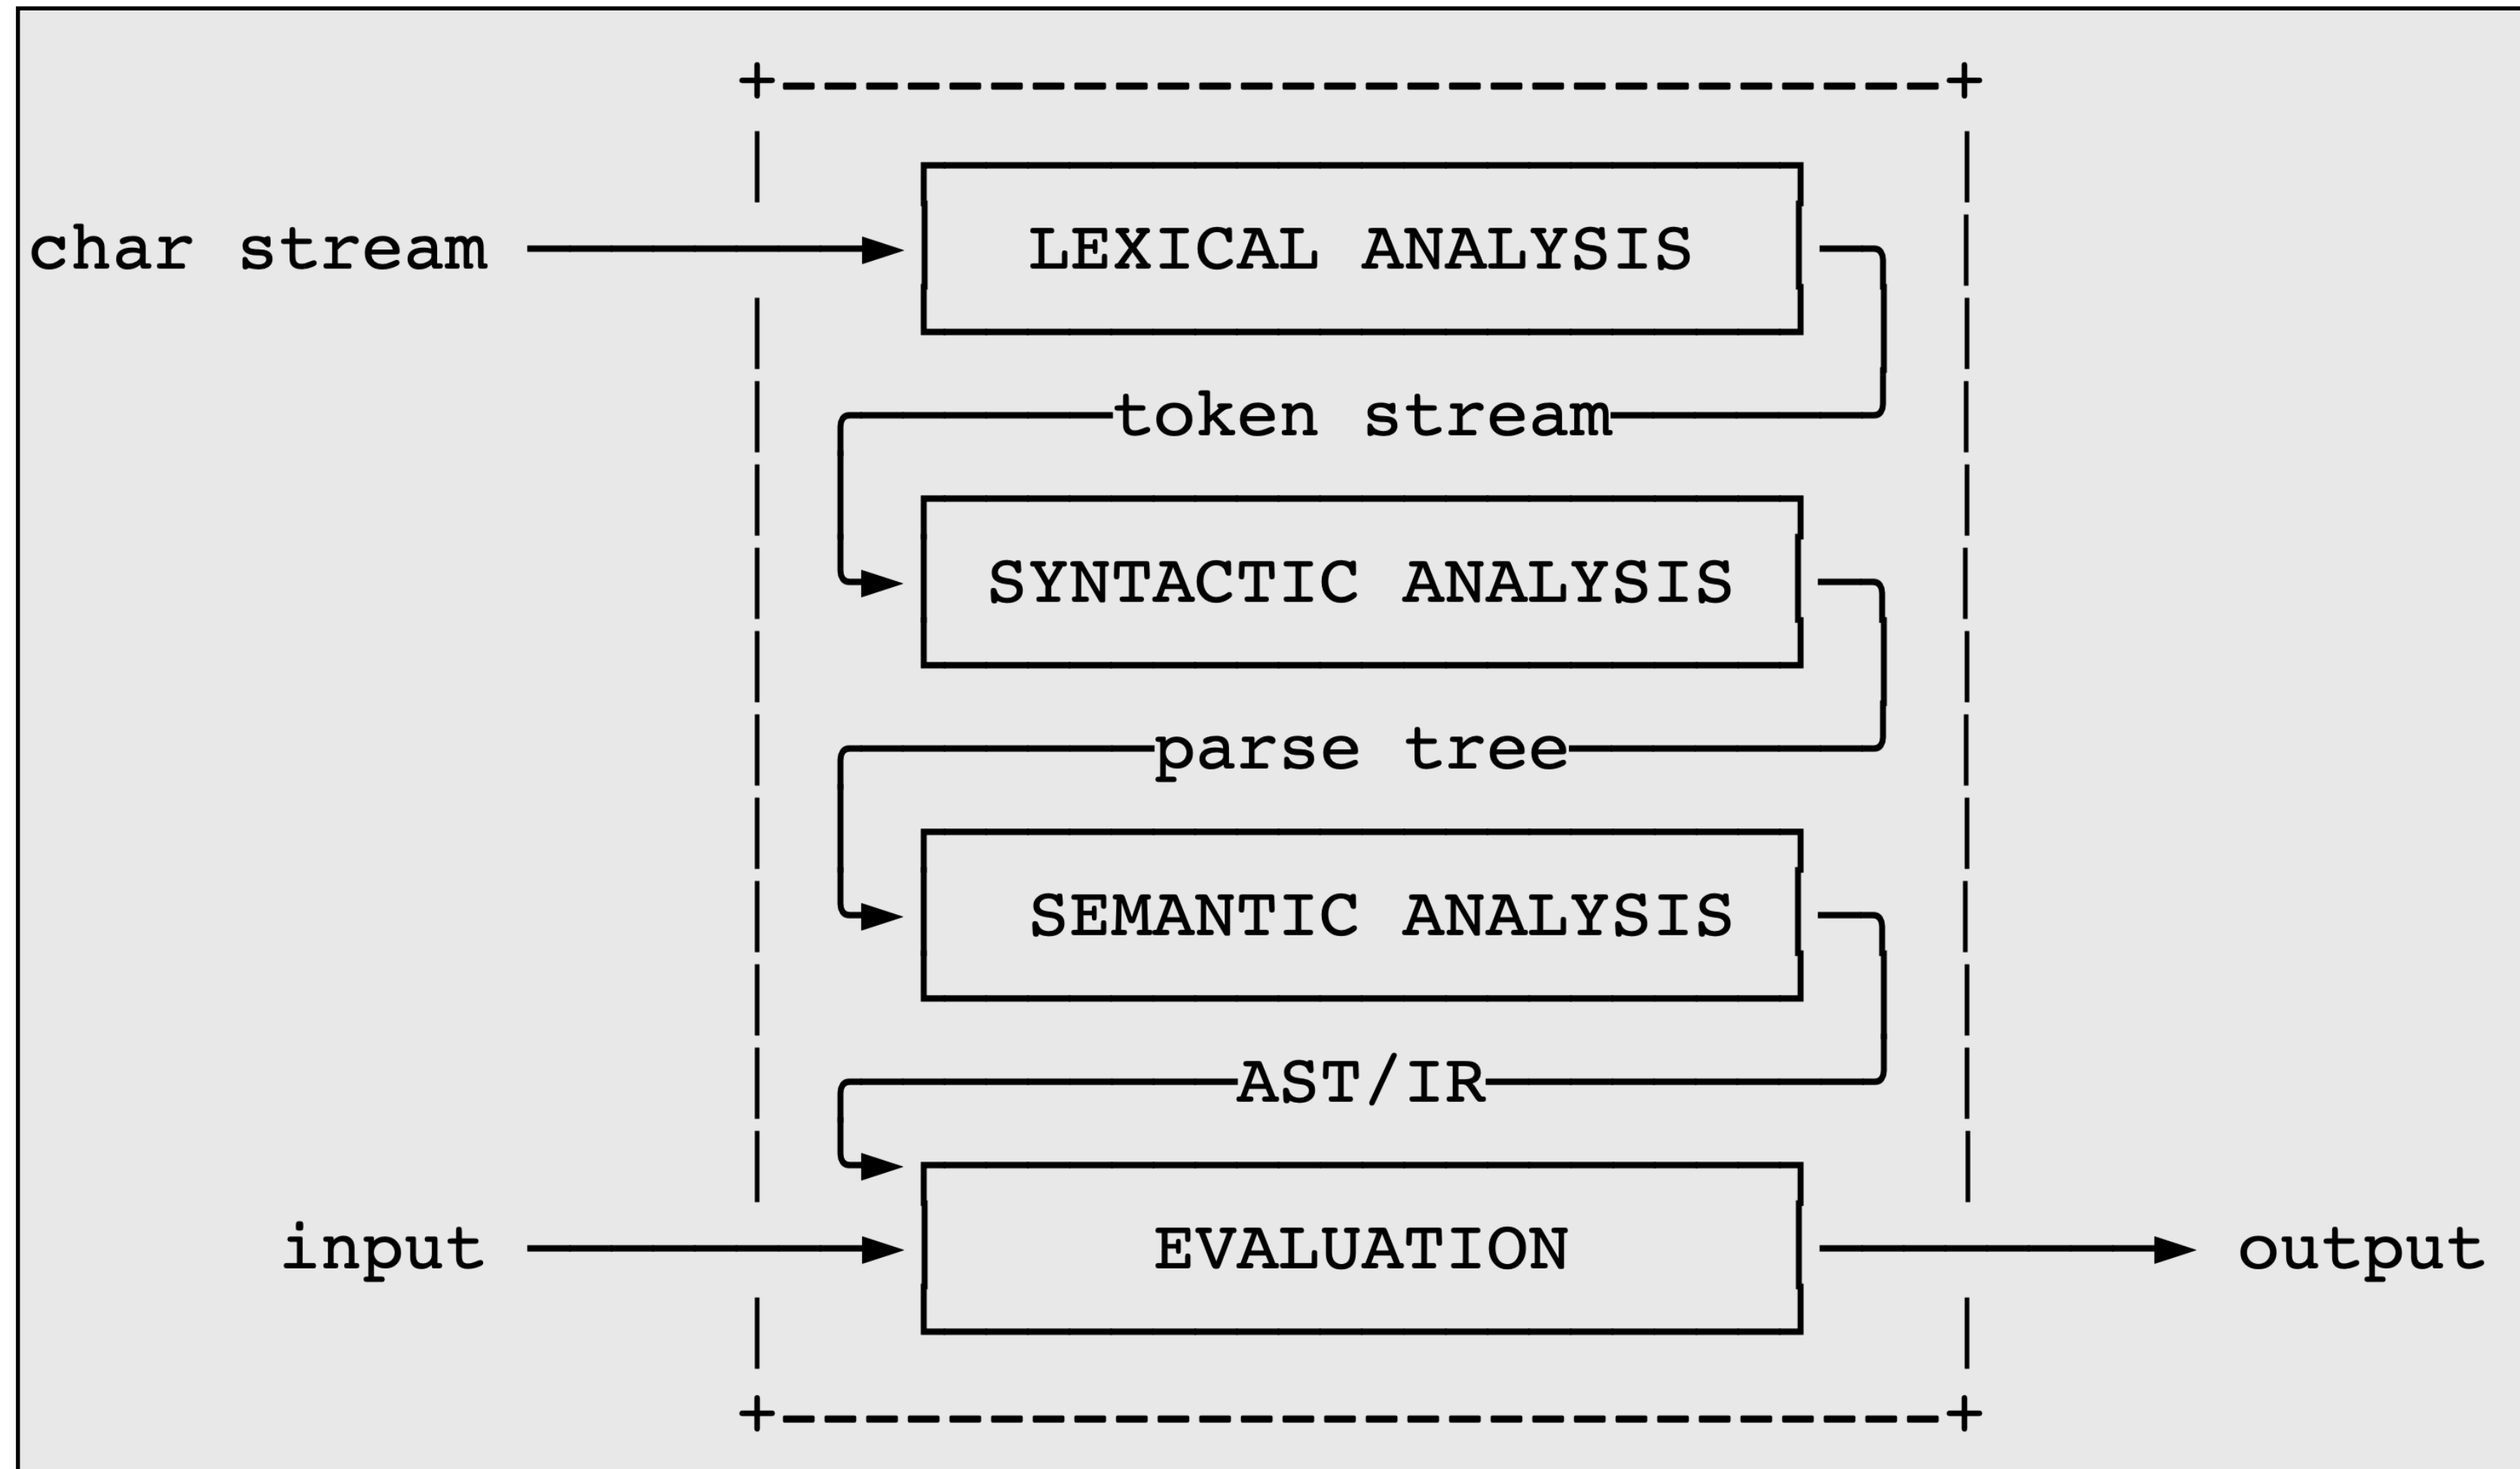 char stream
LEXICAL ANALYSIS
token stream
SYNTACTIC ANALYSIS
parse tree
SEMANTIC ANALYSIS
AST/IR
input
EVALUATION
output